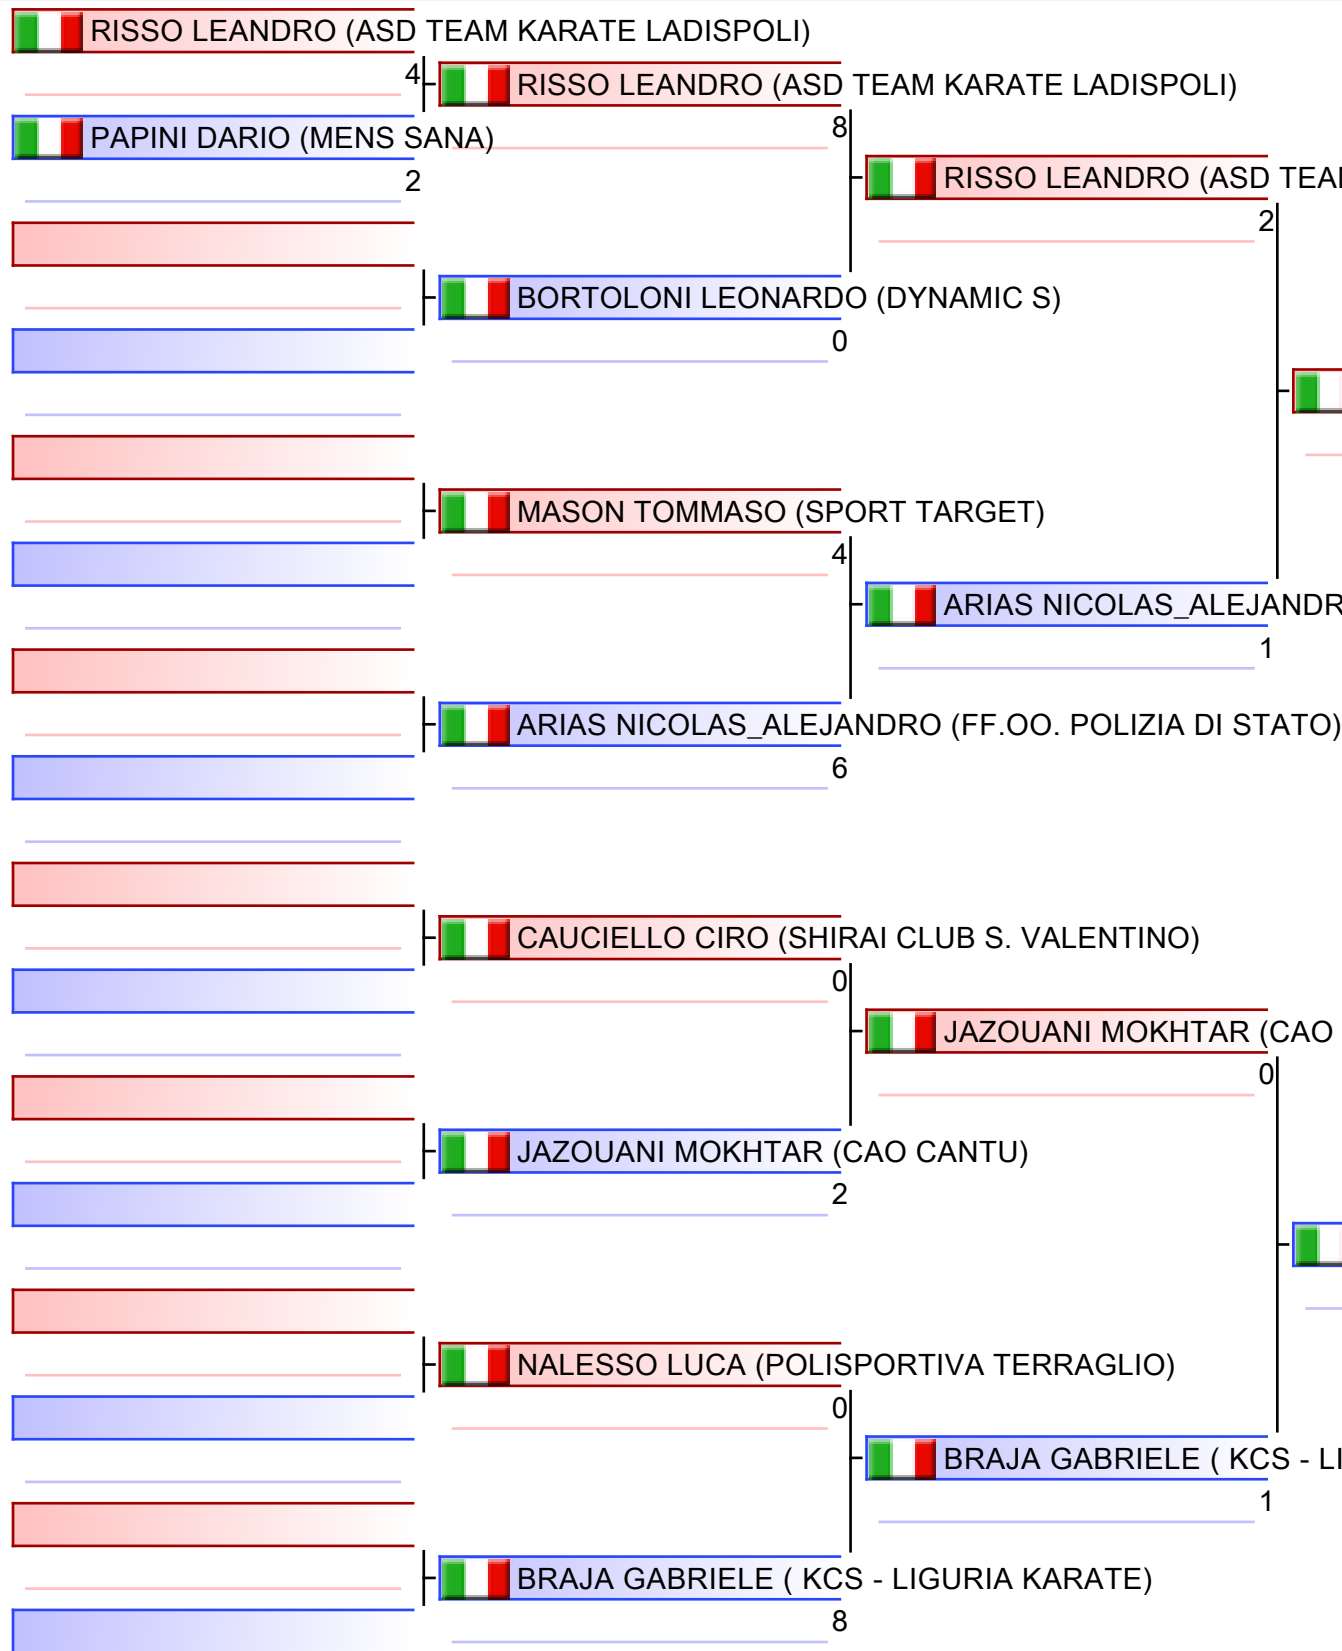 RISSO LEANDRO (ASD TEAM KARATE LADISPOLI)
4
PAPINI DARIO (MENS SANA)
2
RISSO LEANDRO (ASD TEAM KARATE LADISPOLI)
8
BORTOLONI LEONARDO (DYNAMIC S)
0
MASON TOMMASO (SPORT TARGET)
4
ARIAS NICOLAS_ALEJANDRO (FF.OO. POLIZIA DI STATO)
6
CAUCIELLO CIRO (SHIRAI CLUB S. VALENTINO)
0
JAZOUANI MOKHTAR (CAO CANTU)
2
NALESSO LUCA (POLISPORTIVA TERRAGLIO)
0
BRAJA GABRIELE ( KCS - LIGURIA KARATE)
8
RISSO LEANDRO (ASD TEA
2
ARIAS NICOLAS_ALEJANDR
1
JAZOUANI MOKHTAR (CAO
0
BRAJA GABRIELE ( KCS - LI
1